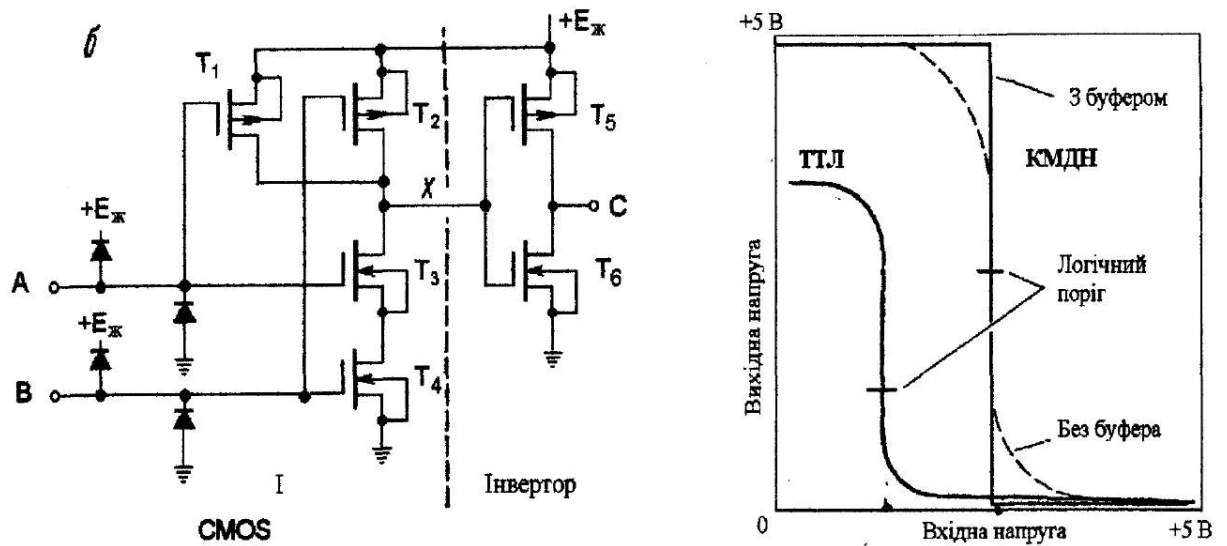 б
+Eж
T1
T2
T5
X
C
+Eж
A
T3
T6
+Eж
B
T4
І
Інвертор
CMOS
+5 В
З буфером
ТТЛ
КМДН
Логічний
поріг
Вихідна напруга
Без буфера
0
Вхідна напруга
+5 В